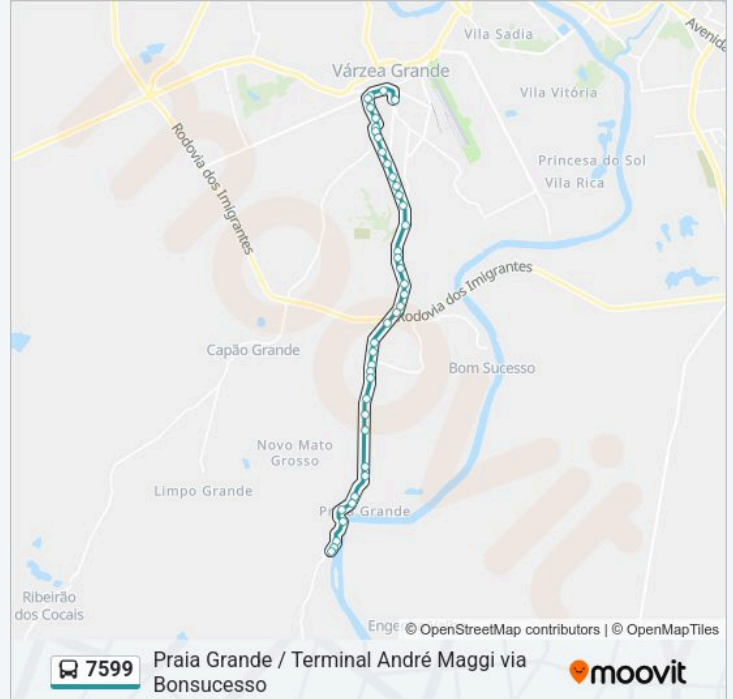 Vila Sadia
Avenida
Várzea Grande
Vila Vitória
Rodovia dos Imigrantes
Princesa do Sol
Vila Rica
Rodovia dos Imigrantes
Capão Grande
Bom Sucesso
Novo Mato
Grosso
Limpo Grande
Praia Grande
Ribeirão
dos Cocais
© OpenStreetMap contributors | © OpenMapTiles
7599
Praia Grande / Terminal André Maggi via
Bonsucesso
moovit
moovit